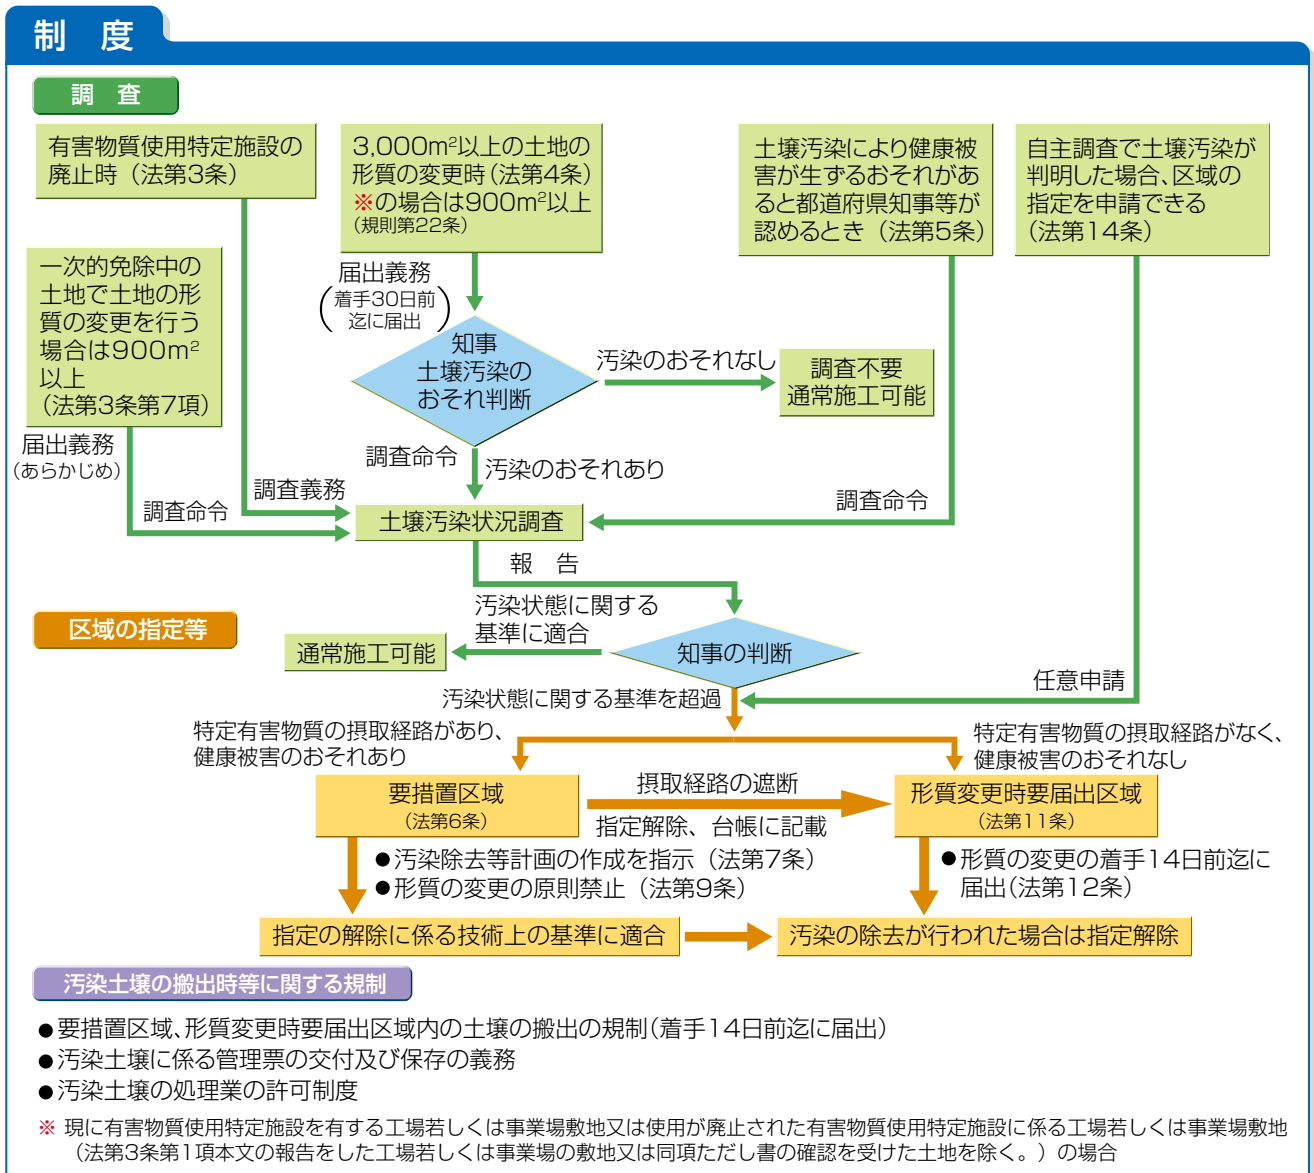 制　度
調　査
有害物質使用特定施設の
廃止時（法第3条）
3,000m²以上の土地の
形質の変更時（法第4条）
※の場合は900m²以上
（規則第22条）
土壌汚染により健康被
害が生ずるおそれがあ
ると都道府県知事等が
認めるとき（法第5条）
自主調査で土壌汚染が
判明した場合、区域の
指定を申請できる
（法第14条）
一次的免除中の
土地で土地の形
質の変更を行う
場合は900m²
以上
（法第3条第7項）
届出義務
（着手30日前
迄に届出）
知事
土壌汚染の
おそれ判断
汚染のおそれなし
調査不要
通常施工可能
届出義務
（あらかじめ）
調査命令
汚染のおそれあり
調査義務
調査命令
調査命令
土壌汚染状況調査
報　告
区域の指定等
汚染状態に関する
基準に適合
通常施工可能
知事の判断
任意申請
汚染状態に関する基準を超過
特定有害物質の摂取経路があり、
健康被害のおそれあり
特定有害物質の摂取経路がなく、
健康被害のおそれなし
要措置区域
（法第6条）
摂取経路の遮断
指定解除、台帳に記載
形質変更時要届出区域
（法第11条）
●汚染除去等計画の作成を指示（法第7条）
●形質の変更の原則禁止（法第9条）
●形質の変更の着手14日前迄に
届出（法第12条）
指定の解除に係る技術上の基準に適合
汚染の除去が行われた場合は指定解除
汚染土壌の搬出時等に関する規制
●要措置区域、形質変更時要届出区域内の土壌の搬出の規制（着手14日前迄に届出）
●汚染土壌に係る管理票の交付及び保存の義務
●汚染土壌の処理業の許可制度
※ 現に有害物質使用特定施設を有する工場若しくは事業場敷地又は使用が廃止された有害物質使用特定施設に係る工場若しくは事業場敷地
（法第3条第1項本文の報告をした工場若しくは事業場の敷地又は同項ただし書の確認を受けた土地を除く。）の場合